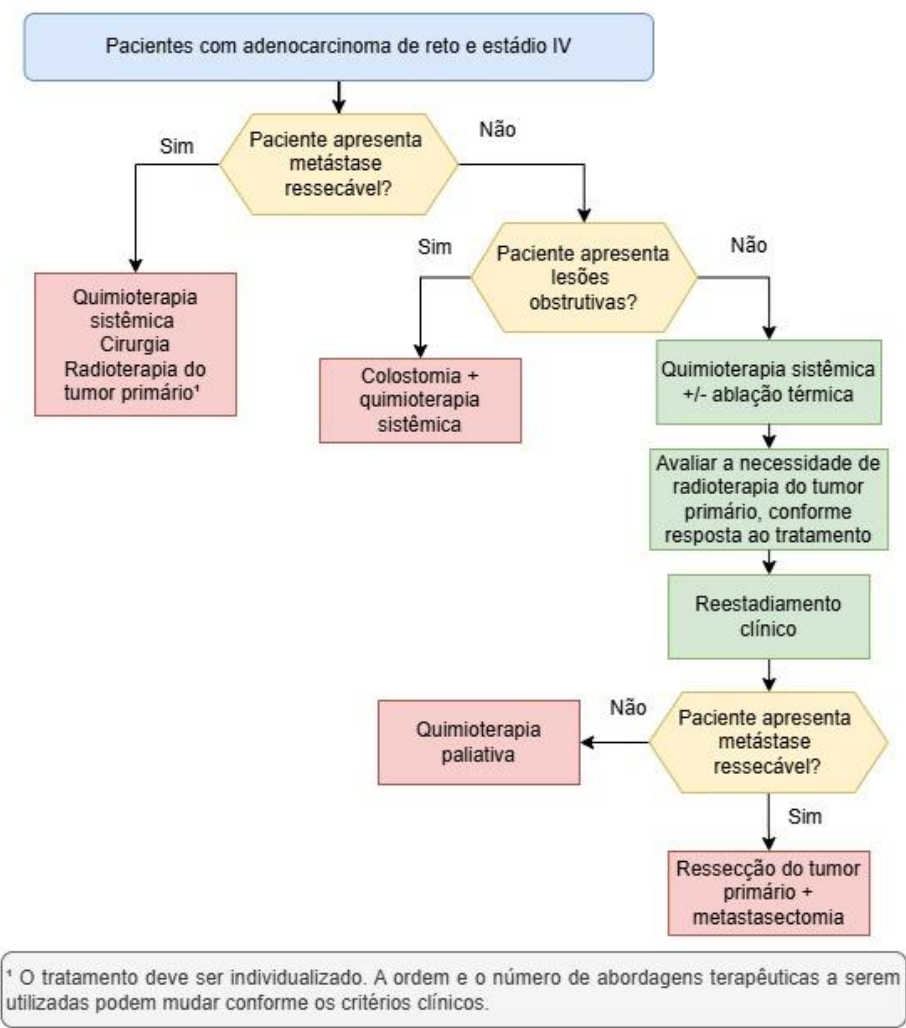 Pacientes com adenocarcinoma de reto e estádio IV
Paciente apresenta
metástase
ressecável?
Sim
Não
Quimioterapia
sistêmica
Cirurgia
Radioterapia do
tumor primário¹
Paciente apresenta
lesões
obstrutivas?
Sim
Não
Colostomia +
quimioterapia
sistêmica
Quimioterapia sistêmica
+/- ablação térmica
Avaliar a necessidade de
radioterapia do tumor
primário, conforme
resposta ao tratamento
Reestadiamento
clínico
Paciente apresenta
metástase
ressecável?
Não
Quimioterapia
paliativa
Sim
Ressecção do tumor
primário +
metastasectomia
¹ O tratamento deve ser individualizado. A ordem e o número de abordagens terapêuticas a serem
utilizadas podem mudar conforme os critérios clínicos.